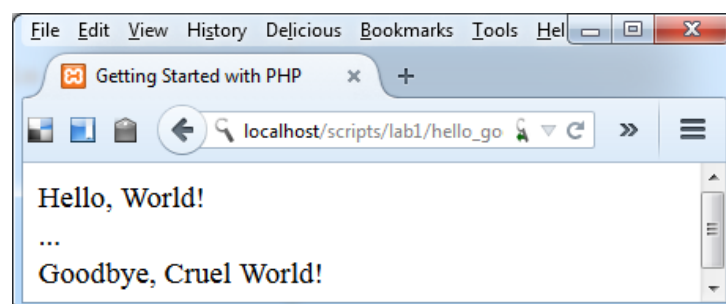 File Edit View History Delicious Bookmarks Tools Hel
Getting Started with PHP
localhost/scripts/lab1/hello_go
Hello, World!
...
Goodbye, Cruel World!